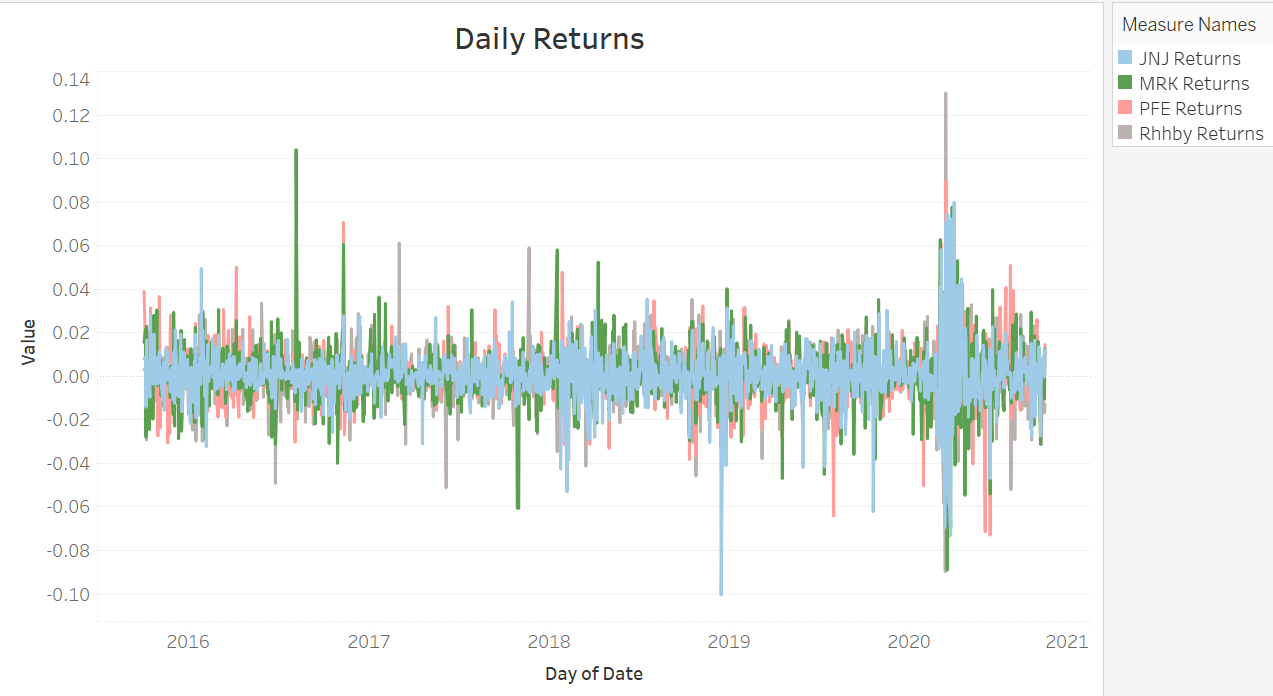 Daily Returns
Measure Names
JNJ Returns
MRK Returns
PFE Returns
Rhhby Returns
Value
0.14
0.12
0.10
0.08
0.06
0.04
0.02
0.00
-0.02
-0.04
-0.06
-0.08
-0.10
2016 2017 2018 2019 2020 2021
Day of Date